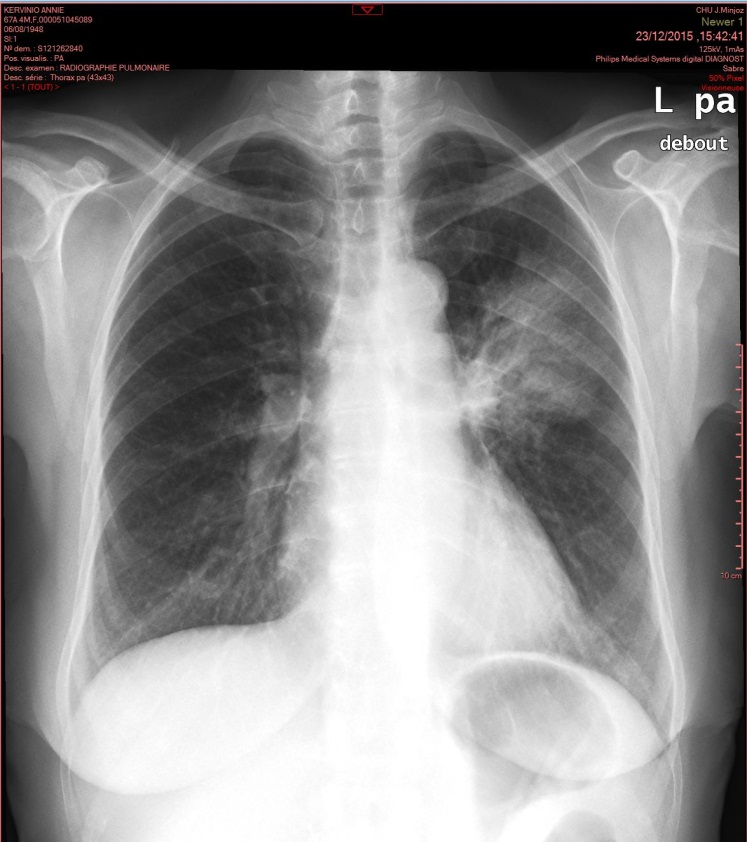 KERVINIO ANNIE
67A 4M,F,000051045089
06/08/1948
SI:1
Nº dem. : S121262840
Pos. visualis. : PA
Desc. examen : RADIOGRAPHIE PULMONAIRE
Desc. série : Thorax pa (43x43)
< 1 - 1 (TOUT) >
CHU J.Minjoz
Newer 1
23/12/2015 ,15:42:41
125kV, 1mAs
Philips Medical Systems digital DIAGNOST
Sabre
50% Pixel
Visionneuse
L pa
debout
10 cm